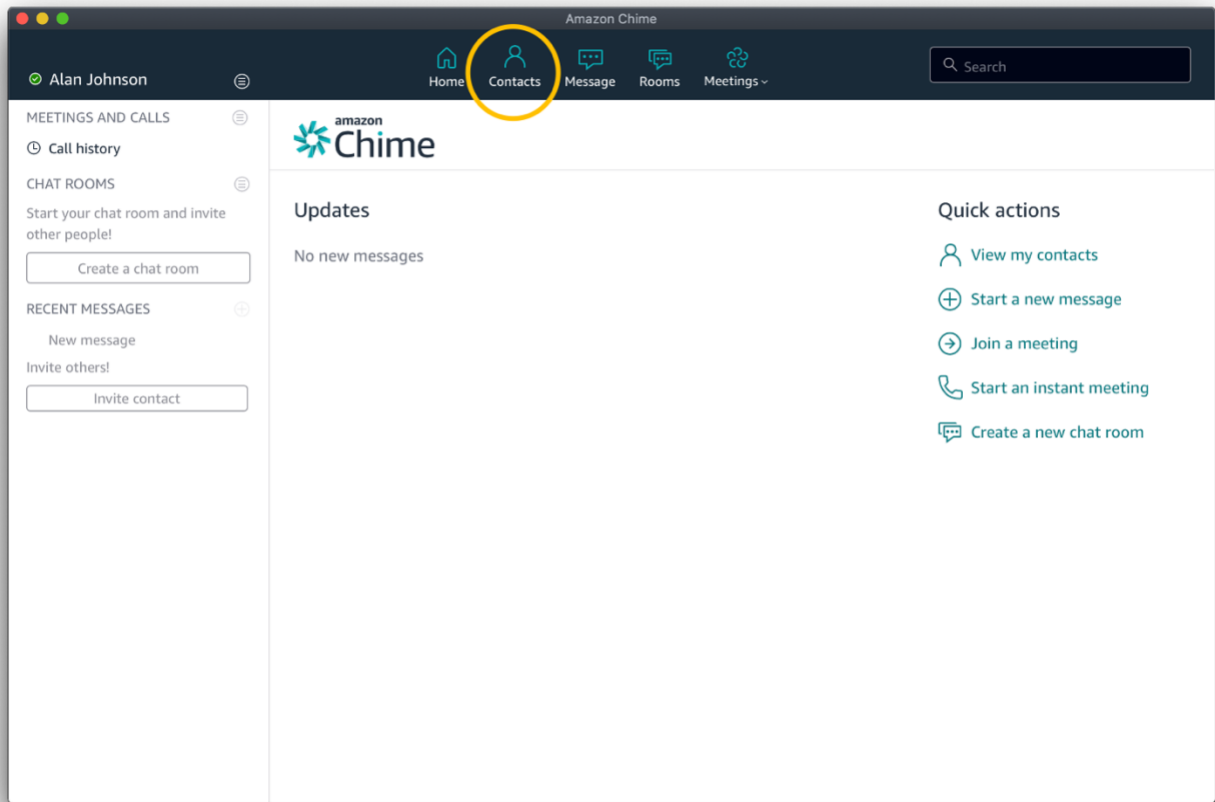 Amazon Chime
Alan Johnson
Home
Contacts
Message
Rooms
Meetings
Search
MEETINGS AND CALLS
Call history
CHAT ROOMS
Start your chat room and invite
other people!
Create a chat room
RECENT MESSAGES
New message
Invite others!
Invite contact
amazon
Chime
Updates
No new messages
Quick actions
View my contacts
Start a new message
Join a meeting
Start an instant meeting
Create a new chat room